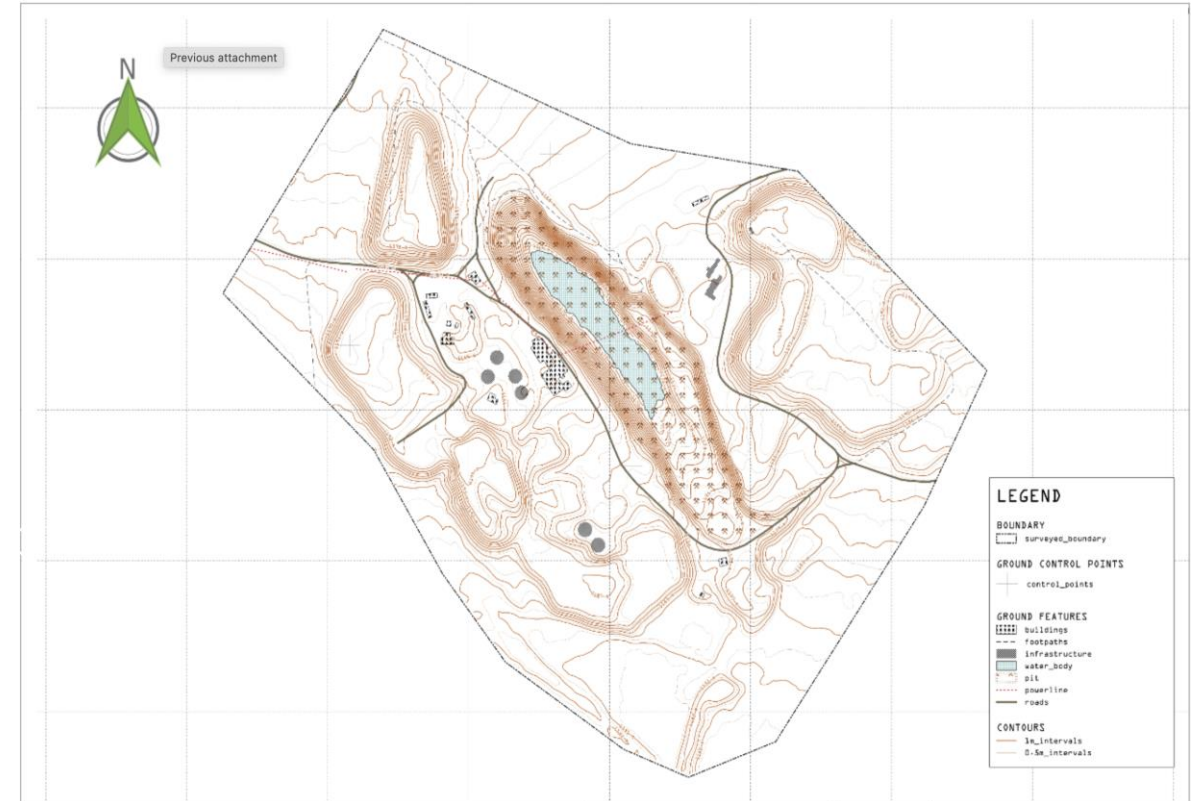 Previous attachment
N
LEGEND
BOUNDARY
surveyed_boundary
GROUND CONTROL POINTS
control_points
GROUND FEATURES
buildings
footpaths
infrastructure
water_body
pit
powerline
roads
CONTOURS
1m_intervals
0.5m_intervals